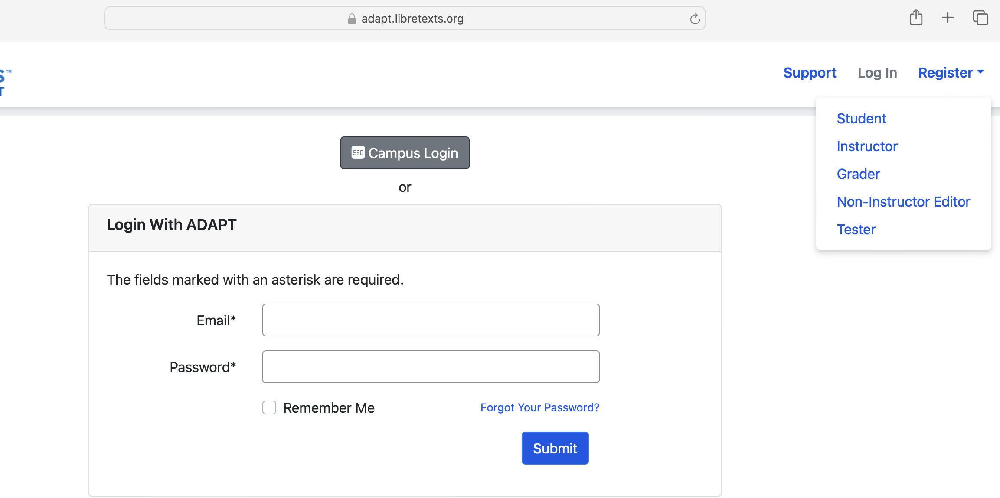 adapt.libretexts.org
S™
T
Support Log In Register
Student
Instructor
Grader
Non-Instructor Editor
Tester
SSO Campus Login
or
Login With ADAPT
The fields marked with an asterisk are required.
Email*
Password*
Remember Me Forgot Your Password?
Submit